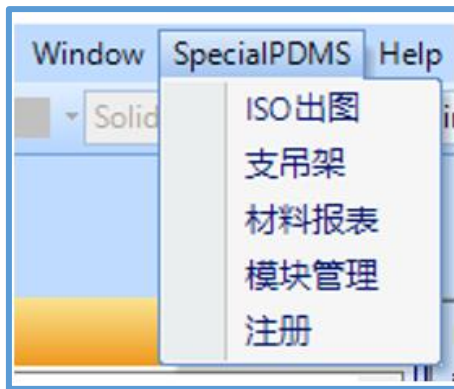 Window SpecialPDMS Help
Solid
ISO出图
支吊架
材料报表
模块管理
注册